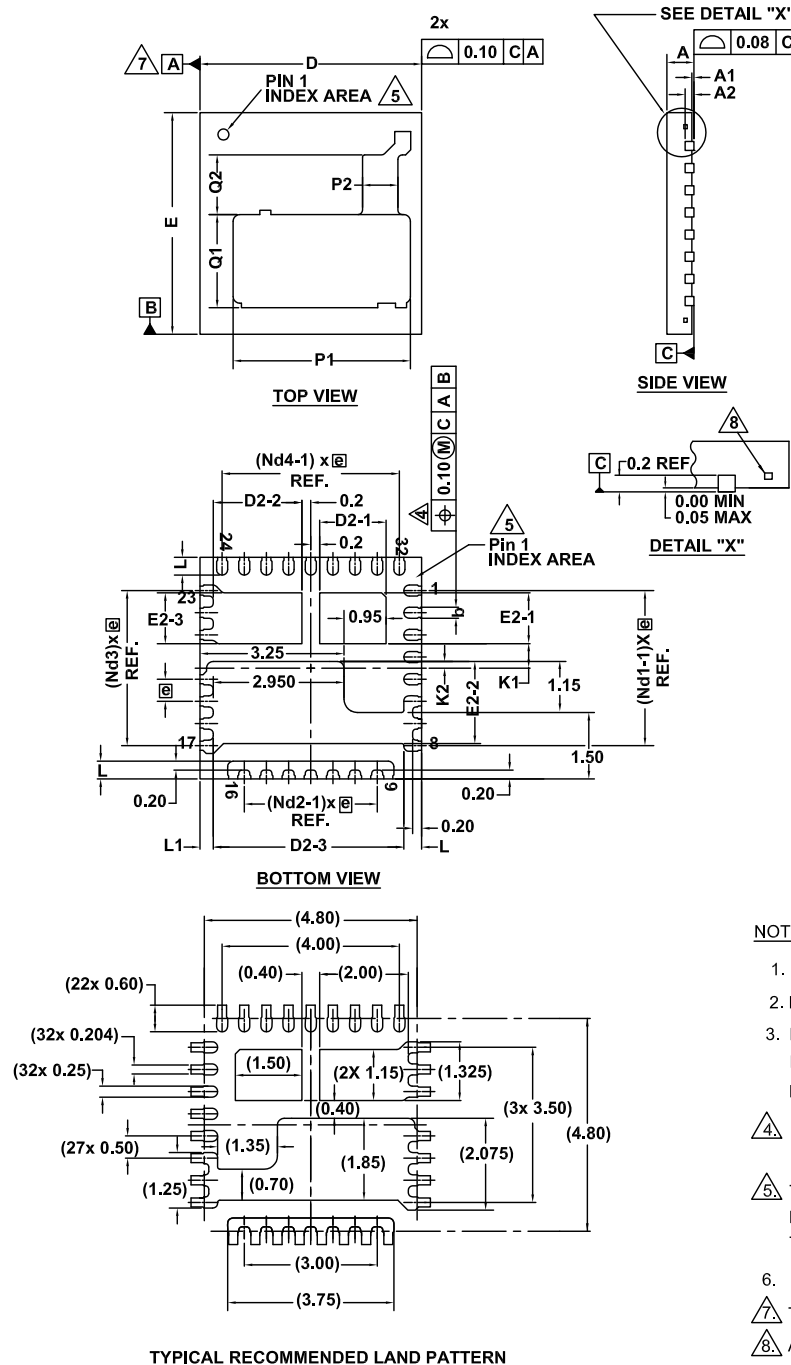 2x
0.10 C A
7 A
D
PIN 1
INDEX AREA 5
Q2
P2
E
Q1
B
P1
TOP VIEW
SEE DETAIL "X"
0.08 C
A
A1
A2
C
SIDE VIEW
8
C
0.2 REF
0.00 MIN
0.05 MAX
DETAIL "X"
4 0.10 M C A B
(Nd4-1) x e
REF.
D2-2
0.2
D2-1
0.2
5
Pin 1
INDEX AREA
24
32
L
23
1
E2-3
0.95
b
E2-1
3.25
(Nd3)x e
REF.
2.950
K2
E2-2
K1
1.15
(Nd1-1)X e
REF.
e
17
8
1.50
L
0.20
16
(Nd2-1)x e
REF.
9
0.20
0.20
L1
D2-3
L
BOTTOM VIEW
(4.80)
(4.00)
(0.40)
(2.00)
(22x 0.60)
(32x 0.204)
(32x 0.25)
(1.50)
(2X 1.15)
(1.325)
(0.40)
(3x 3.50)
(4.80)
(27x 0.50)
(1.35)
(1.85)
(2.075)
(1.25)
(0.70)
(3.00)
(3.75)
TYPICAL RECOMMENDED LAND PATTERN
NOT
1.
2.
3.
4.
5.
6.
7.
8. A